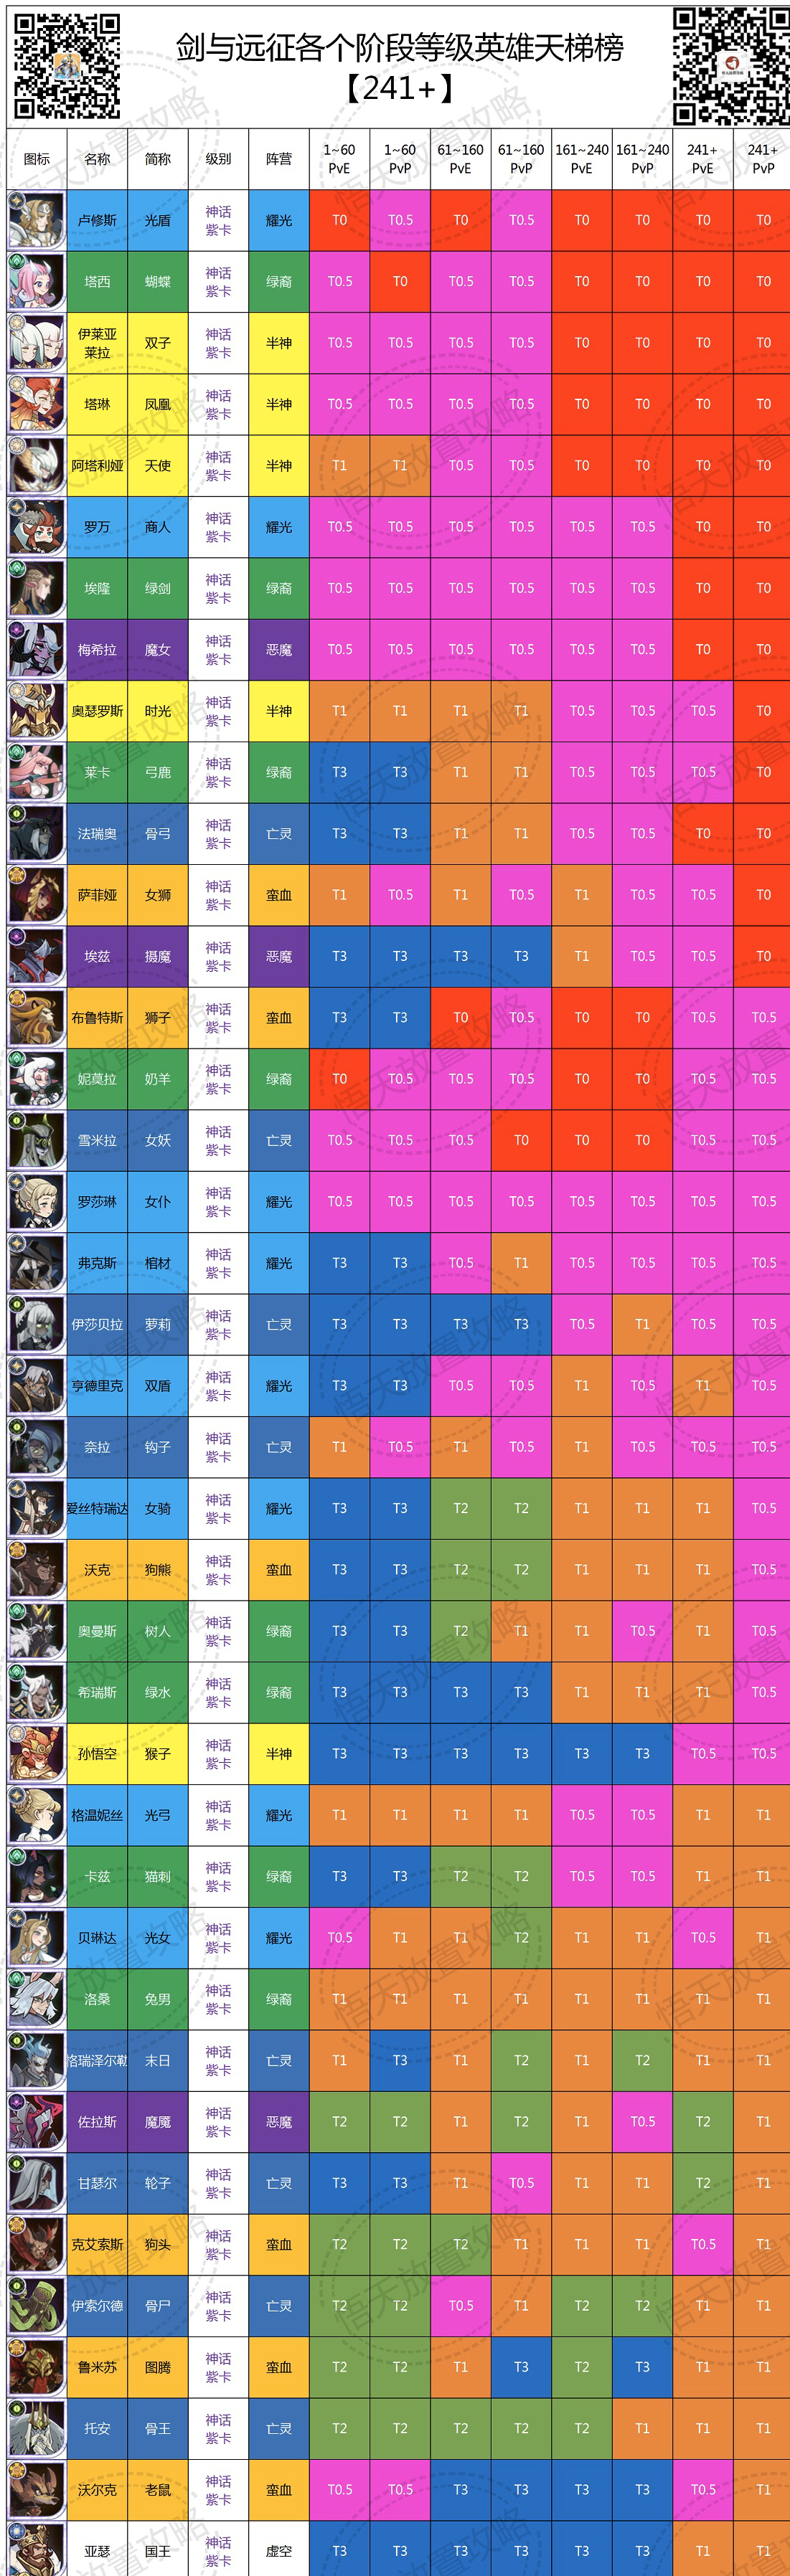 剑与远征各个阶段等级英雄天梯榜
【241+】
图标 名称 简称 级别 阵营 1~60 PvE 1~60 PvP 61~160 PvE 61~160 PvP 161~240 PvE 161~240 PvP 241+ PvE 241+ PvP
卢修斯 光盾 神话紫卡 耀光 T0 T0.5 T0 T0.5 T0 T0 T0 T0
塔西 蝴蝶 神话紫卡 绿裔 T0.5 T0 T0.5 T0.5 T0 T0 T0 T0
伊莱亚莱拉 双子 神话紫卡 半神 T0.5 T0.5 T0.5 T0.5 T0 T0 T0 T0
塔琳 凤凰 神话紫卡 半神 T0.5 T0.5 T0.5 T0.5 T0 T0 T0 T0
阿塔利娅 天使 神话紫卡 半神 T1 T1 T0.5 T0.5 T0 T0 T0 T0
罗万 商人 神话紫卡 耀光 T0.5 T0.5 T0.5 T0.5 T0.5 T0.5 T0 T0
埃隆 绿剑 神话紫卡 绿裔 T0.5 T0.5 T0.5 T0.5 T0.5 T0.5 T0 T0
梅希拉 魔女 神话紫卡 恶魔 T0.5 T0.5 T0.5 T0.5 T0.5 T0.5 T0 T0
奥瑟罗斯 时光 神话紫卡 半神 T1 T1 T1 T1 T0.5 T0.5 T0.5 T0
莱卡 弓鹿 神话紫卡 绿裔 T3 T3 T1 T1 T0.5 T0.5 T0.5 T0
法瑞奥 骨弓 神话紫卡 亡灵 T3 T3 T1 T1 T0.5 T0.5 T0 T0
萨菲娅 女狮 神话紫卡 蛮血 T1 T0.5 T1 T0.5 T1 T0.5 T0.5 T0
埃兹 摄魔 神话紫卡 恶魔 T3 T3 T3 T3 T1 T0.5 T0.5 T0
布鲁特斯 狮子 神话紫卡 蛮血 T3 T3 T0 T0.5 T0 T0 T0.5 T0.5
妮莫拉 奶羊 神话紫卡 绿裔 T0 T0.5 T0.5 T0.5 T0 T0 T0.5 T0.5
雪米拉 女妖 神话紫卡 亡灵 T0.5 T0.5 T0.5 T0 T0 T0 T0.5 T0.5
罗莎琳 女仆 神话紫卡 耀光 T0.5 T0.5 T0.5 T0.5 T0.5 T0.5 T0.5 T0.5
弗克斯 棺材 神话紫卡 耀光 T3 T3 T0.5 T1 T0.5 T0.5 T0.5 T0.5
伊莎贝拉 萝莉 神话紫卡 亡灵 T3 T3 T3 T3 T0.5 T1 T0.5 T0.5
亨德里克 双盾 神话紫卡 耀光 T3 T3 T0.5 T0.5 T1 T0.5 T1 T0.5
奈拉 钩子 神话紫卡 亡灵 T1 T0.5 T1 T0.5 T1 T0.5 T0.5 T0.5
爱丝特瑞达 女骑 神话紫卡 耀光 T3 T3 T2 T2 T1 T1 T1 T0.5
沃克 狗熊 神话紫卡 蛮血 T3 T3 T2 T2 T1 T1 T1 T0.5
奥曼斯 树人 神话紫卡 绿裔 T3 T3 T2 T1 T1 T0.5 T1 T0.5
希瑞斯 绿水 神话紫卡 绿裔 T3 T3 T3 T3 T1 T1 T1 T0.5
孙悟空 猴子 神话紫卡 半神 T3 T3 T3 T3 T3 T3 T0.5 T0.5
格温妮丝 光弓 神话紫卡 耀光 T1 T1 T1 T1 T0.5 T0.5 T1 T1
卡兹 猫刺 神话紫卡 绿裔 T3 T3 T2 T2 T0.5 T0.5 T1 T1
贝琳达 光女 神话紫卡 耀光 T0.5 T1 T1 T2 T1 T1 T0.5 T1
洛桑 兔男 神话紫卡 绿裔 T1 T1 T1 T1 T1 T1 T1 T1
格瑞泽尔勒 末日 神话紫卡 亡灵 T1 T3 T1 T2 T1 T2 T1 T1
佐拉斯 魔魇 神话紫卡 恶魔 T2 T2 T1 T2 T1 T0.5 T2 T1
甘瑟尔 轮子 神话紫卡 亡灵 T3 T3 T1 T0.5 T1 T1 T2 T1
克艾索斯 狗头 神话紫卡 蛮血 T2 T2 T2 T1 T1 T1 T0.5 T1
伊索尔德 骨尸 神话紫卡 亡灵 T2 T2 T0.5 T1 T2 T2 T1 T1
鲁米苏 图腾 神话紫卡 蛮血 T2 T2 T1 T3 T2 T3 T1 T1
托安 骨王 神话紫卡 亡灵 T2 T2 T2 T2 T2 T1 T1 T1
沃尔克 老鼠 神话紫卡 蛮血 T0.5 T0.5 T3 T3 T3 T3 T0.5 T1
亚瑟 国王 神话紫卡 虚空 T3 T3 T3 T3 T3 T3 T1 T1